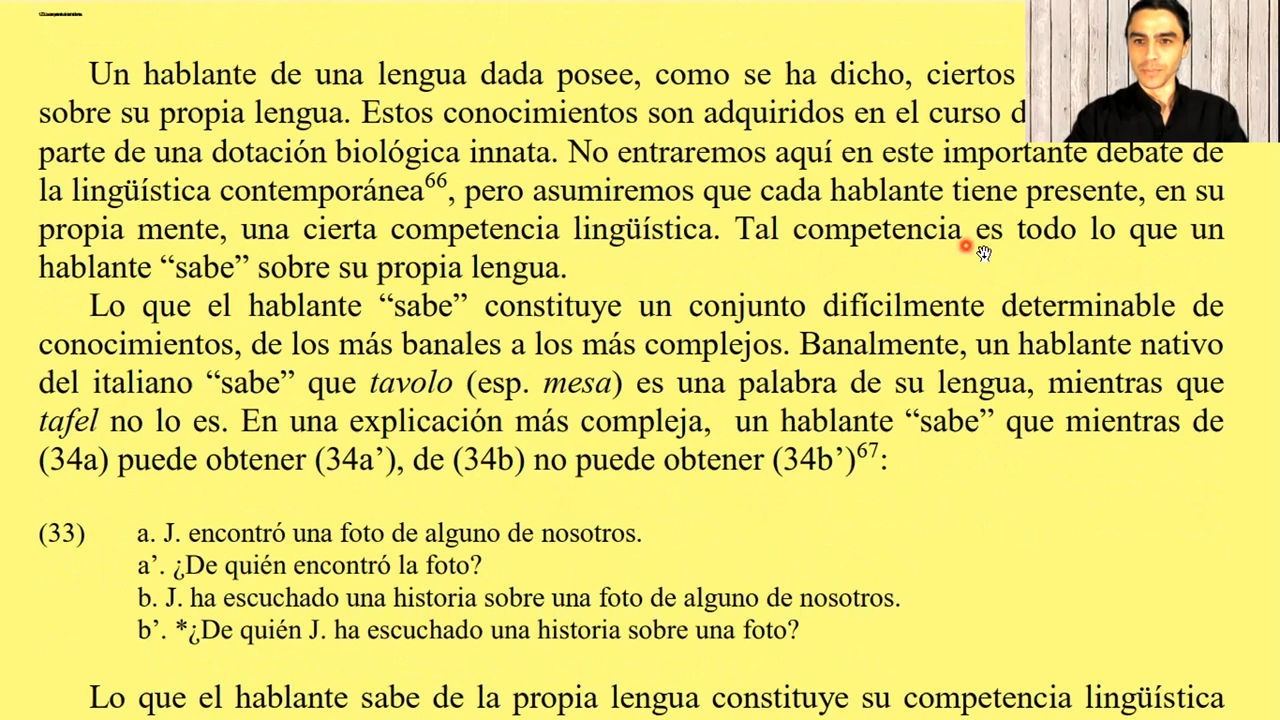 Un hablante de una lengua dada posee, como se ha dicho, ciertos
sobre su propia lengua. Estos conocimientos son adquiridos en el curso
parte de una dotación biológica innata. No entraremos aquí en este importante debate de
la lingüística contemporánea⁶⁶, pero asumiremos que cada hablante tiene presente, en su
propia mente, una cierta competencia lingüística. Tal competencia es todo lo que un
hablante “sabe” sobre su propia lengua.
Lo que el hablante “sabe” constituye un conjunto difícilmente determinable de
conocimientos, de los más banales a los más complejos. Banalmente, un hablante nativo
del italiano “sabe” que tavolo (esp. mesa) es una palabra de su lengua, mientras que
tafel no lo es. En una explicación más compleja, un hablante “sabe” que mientras de
(34a) puede obtener (34a’), de (34b) no puede obtener (34b’)⁶⁷:
(33) a. J. encontró una foto de alguno de nosotros.
a’. ¿De quién encontró la foto?
b. J. ha escuchado una historia sobre una foto de alguno de nosotros.
b’. *¿De quién J. ha escuchado una historia sobre una foto?
Lo que el hablante sabe de la propia lengua constituye su competencia lingüística